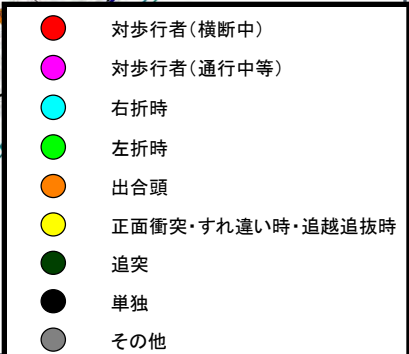 対歩行者(横断中)
対歩行者(通行中等)
右折時
左折時
出合頭
正面衝突・すれ違い時・追越追抜時
追突
単独
その他